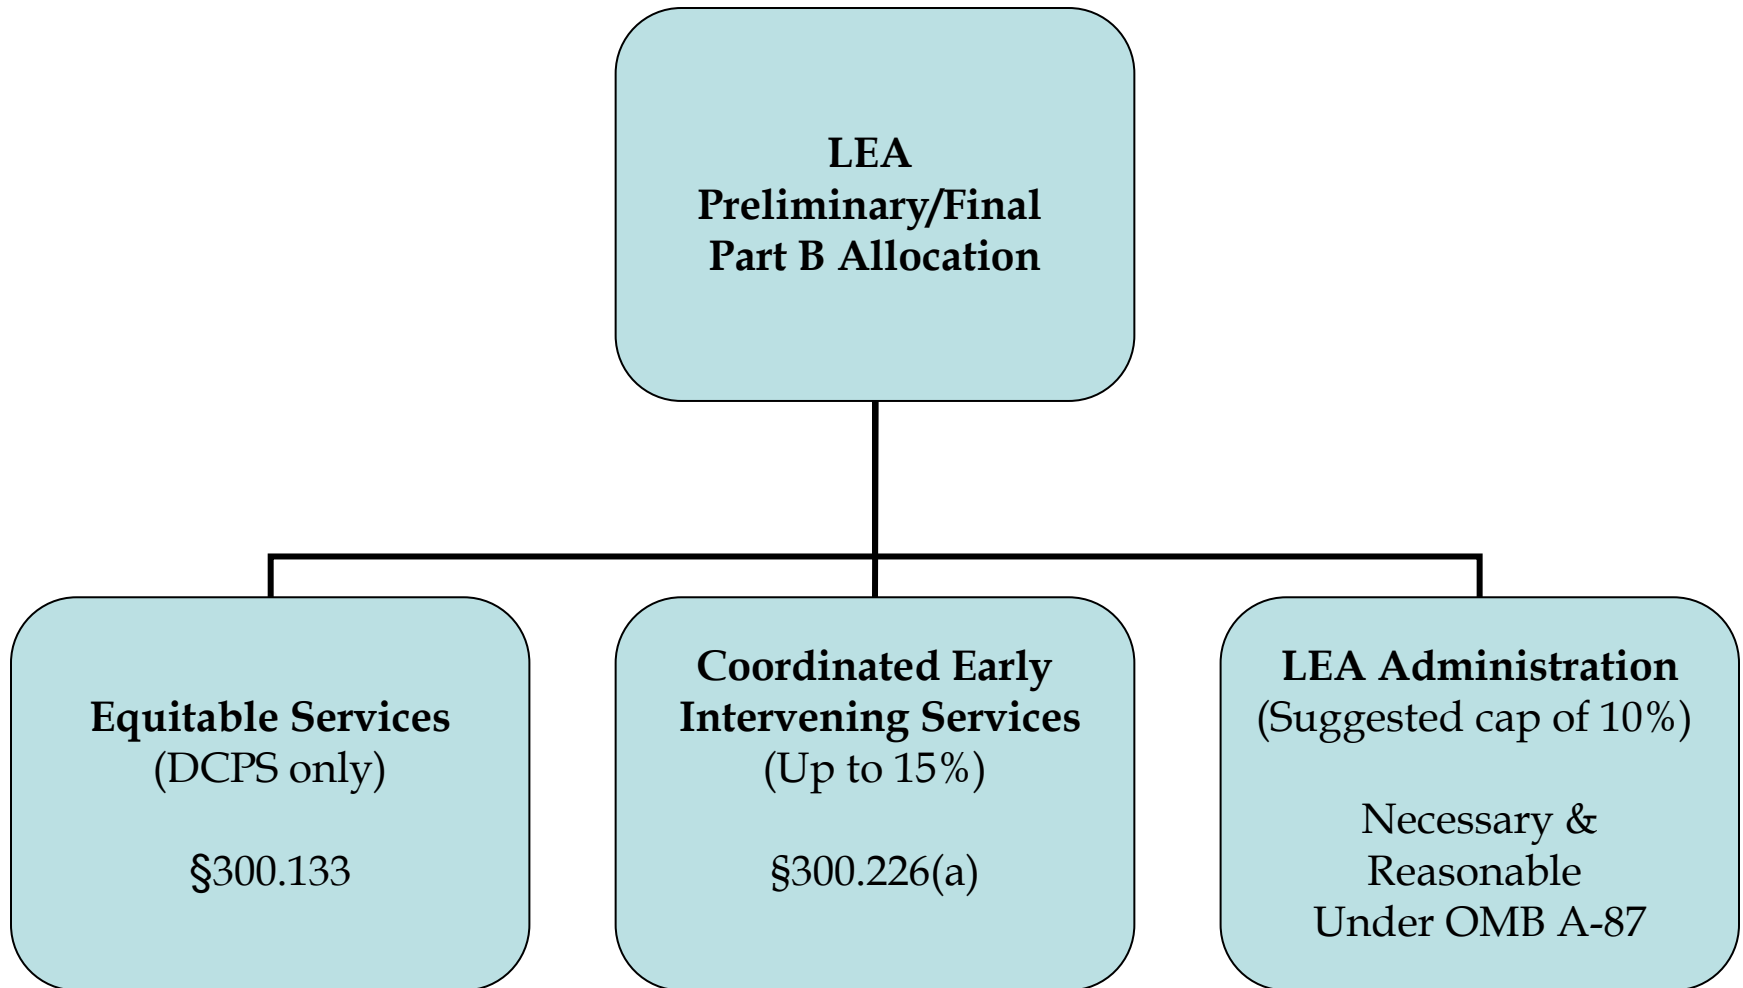 LEA
Preliminary/Final
Part B Allocation
Equitable Services
(DCPS only)
§300.133
Coordinated Early
Intervening Services
(Up to 15%)
§300.226(a)
LEA Administration
(Suggested cap of 10%)
Necessary &
Reasonable
Under OMB A-87